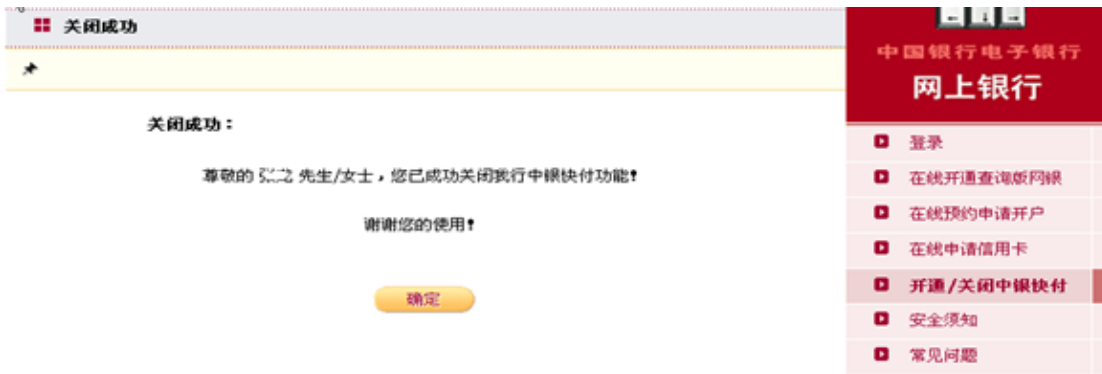 关闭成功
关闭成功：
尊敬的 先生/女士，您已成功关闭我行中银快付功能！
谢谢您的使用！
确定
中国银行电子银行
网上银行
登录
在线开通查询版网银
在线预约申请开户
在线申请信用卡
开通/关闭中银快付
安全须知
常见问题